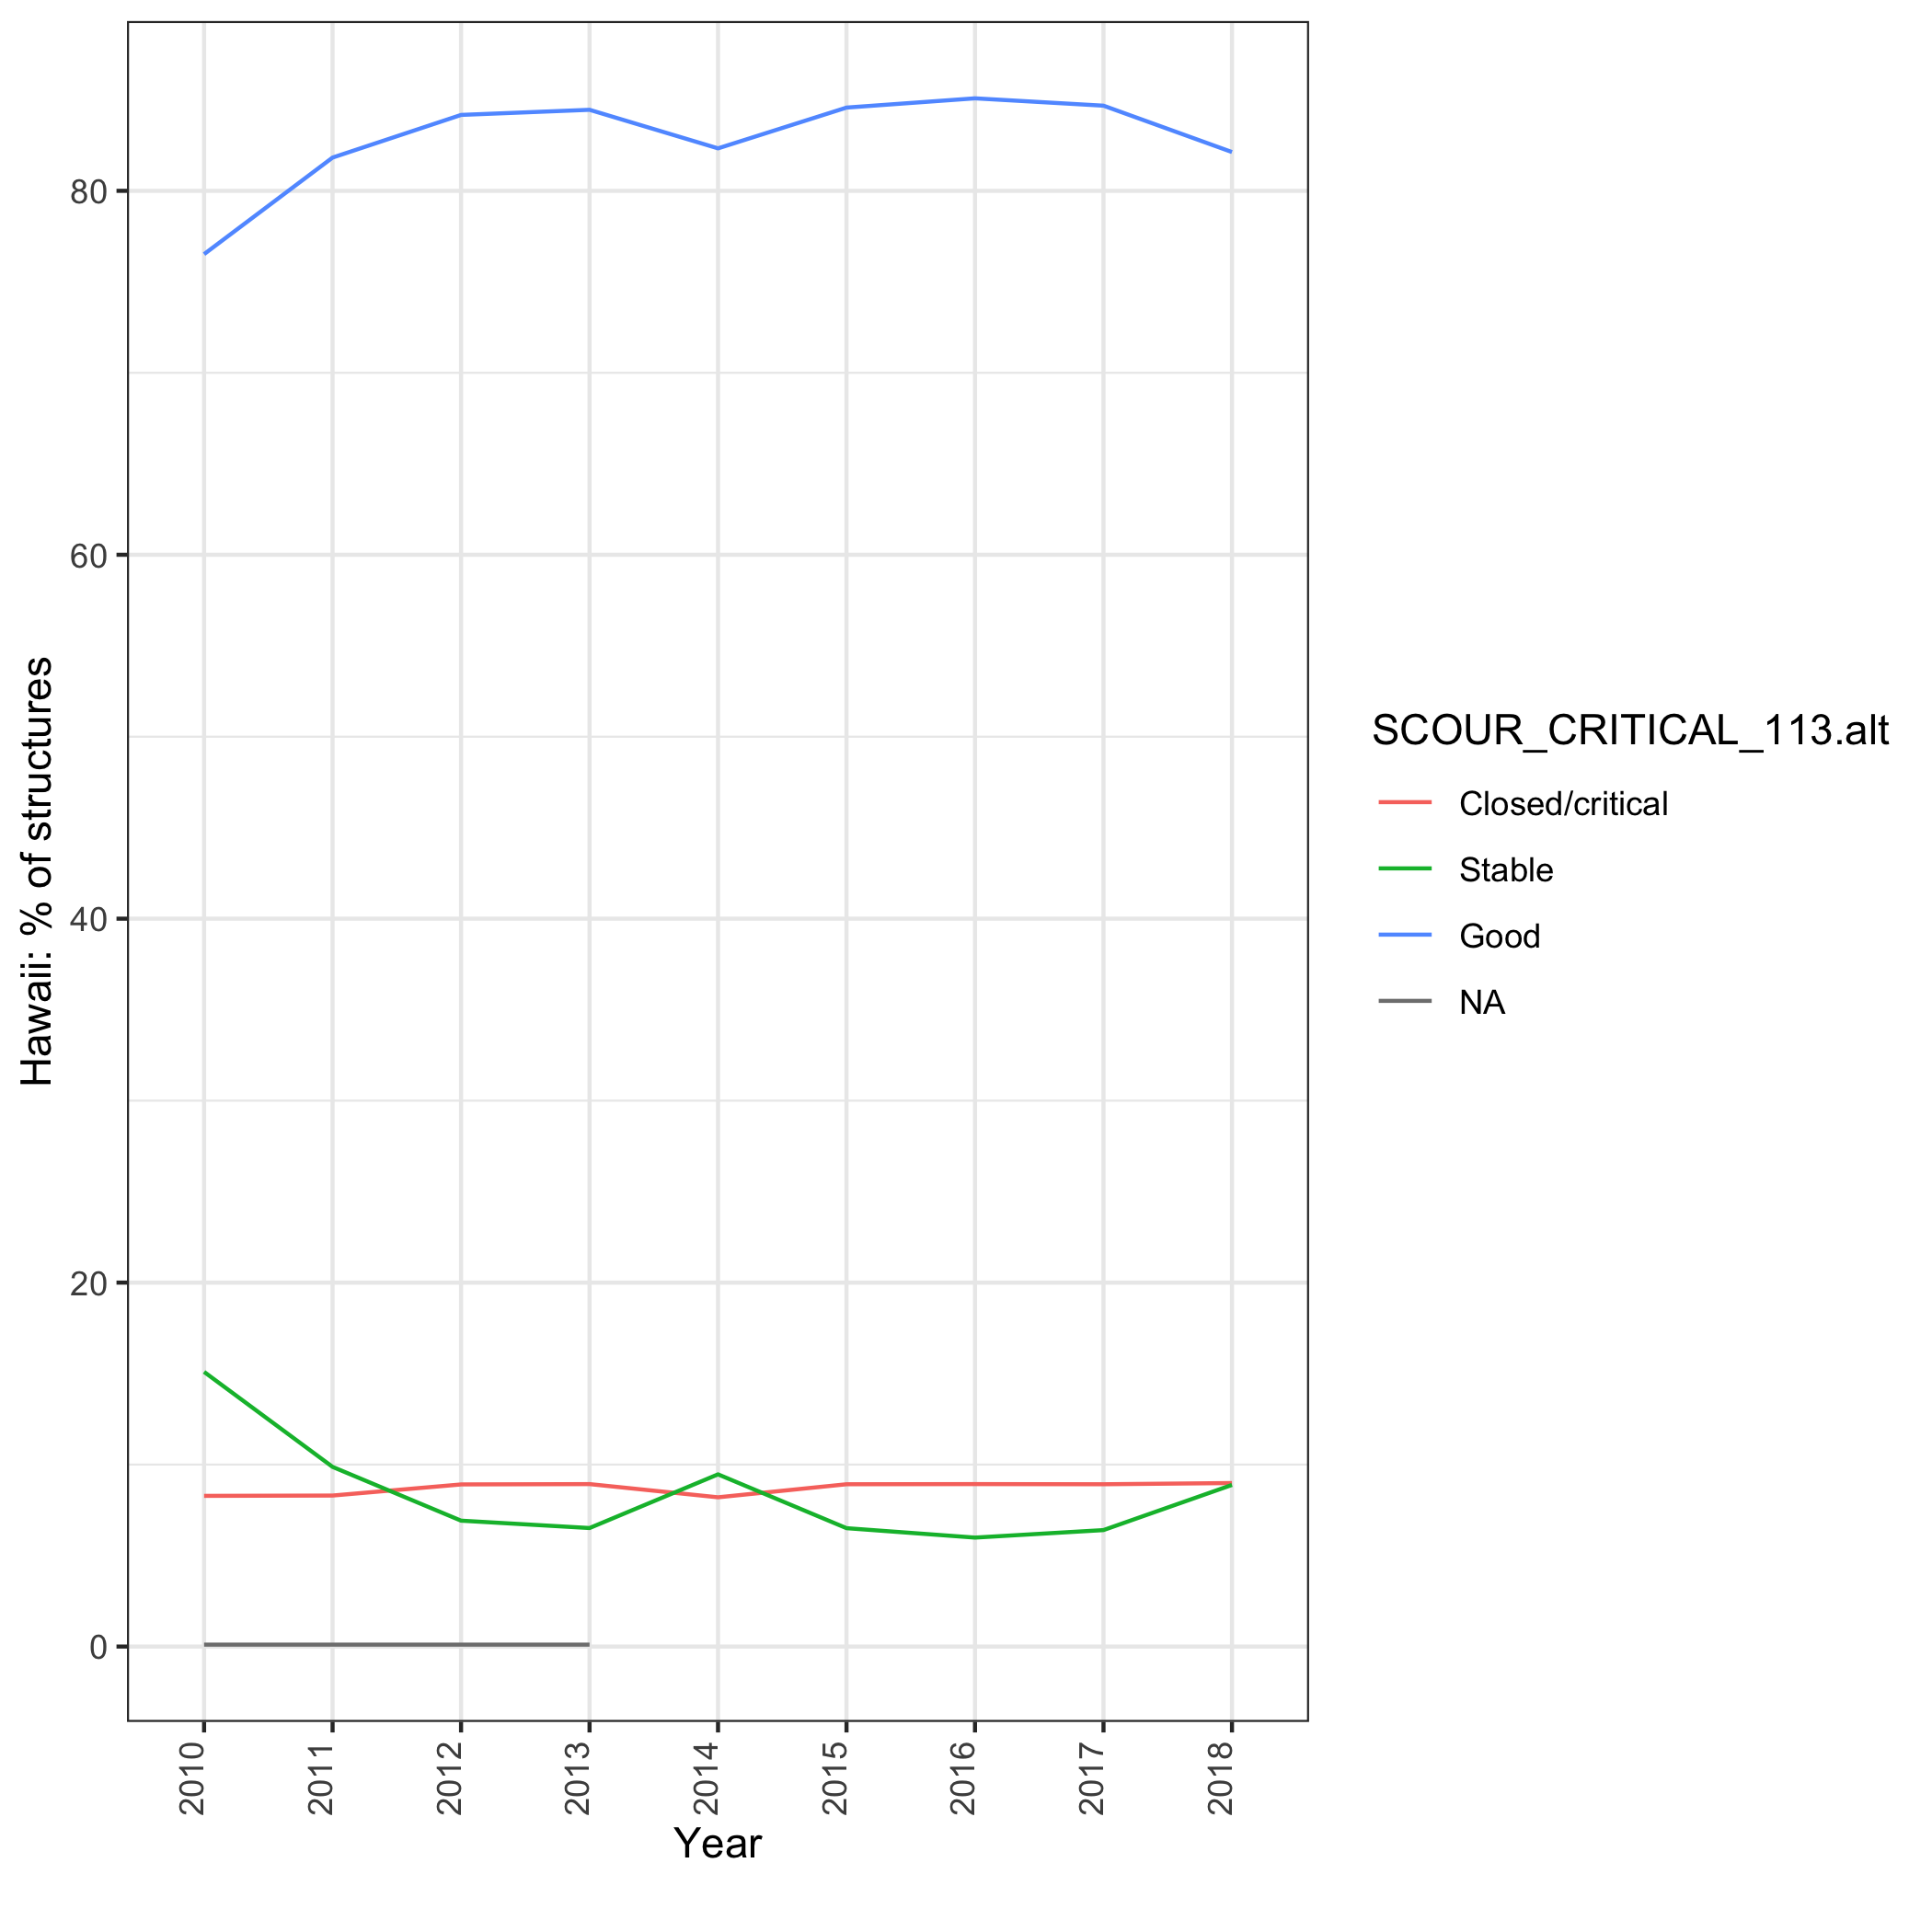 Hawaii: % of structures
80
60
40
20
0
2010
2011
2012
2013
2014
2015
2016
2017
2018
Year
SCOUR_CRITICAL_113.alt
Closed/critical
Stable
Good
NA